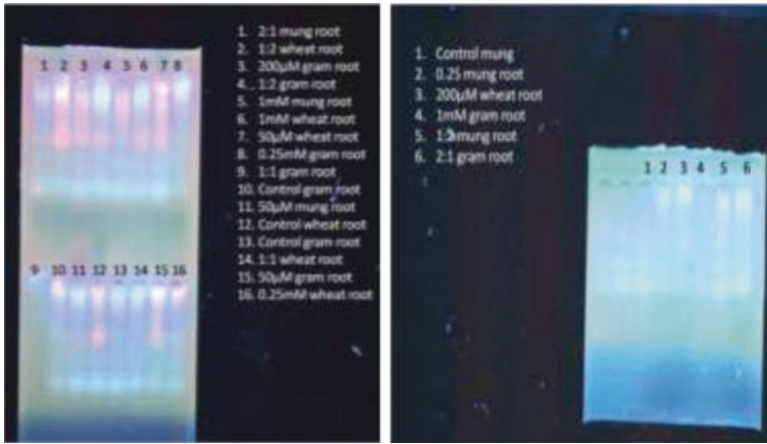 1 2 3 4 5 6 7 8
9 10 11 12 13 14 15 16
1. 2:1 mung root
2. 1:2 wheat root
3. 200µM gram root
4. 1:2 gram root
5. 1mM mung root
6. 1mM wheat root
7. 50µM wheat root
8. 0.25mM gram root
9. 1:1 gram root
10. Control gram root
11. 50µM mung root
12. Control wheat root
13. Control gram root
14. 1:1 wheat root
15. 50µM gram root
16. 0.25mM wheat root
1. Control mung
2. 0.25 mung root
3. 200µM wheat root
4. 1mM gram root
5. mung root
6. 2:1 gram root
1 2 3 4 5 6